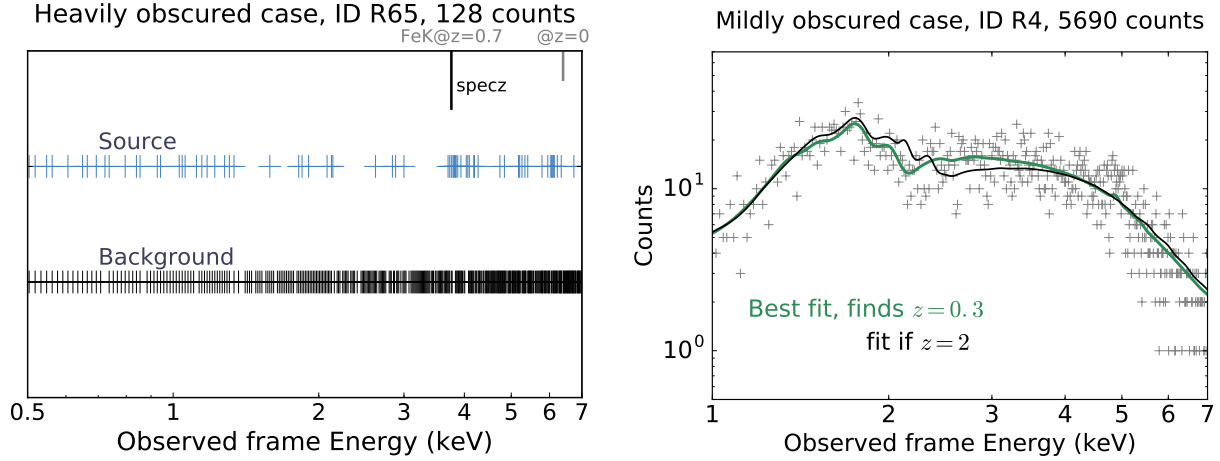 Heavily obscured case, ID R65, 128 counts
FeK@z=0.7 @z=0
specz
Source
Background
0.5 1 2 3 4 5 6 7
Observed frame Energy (keV)
Mildly obscured case, ID R4, 5690 counts
Counts
10¹
10⁰
Best fit, finds z=0.3
fit if z=2
1 2 3 4 5 6 7
Observed frame Energy (keV)